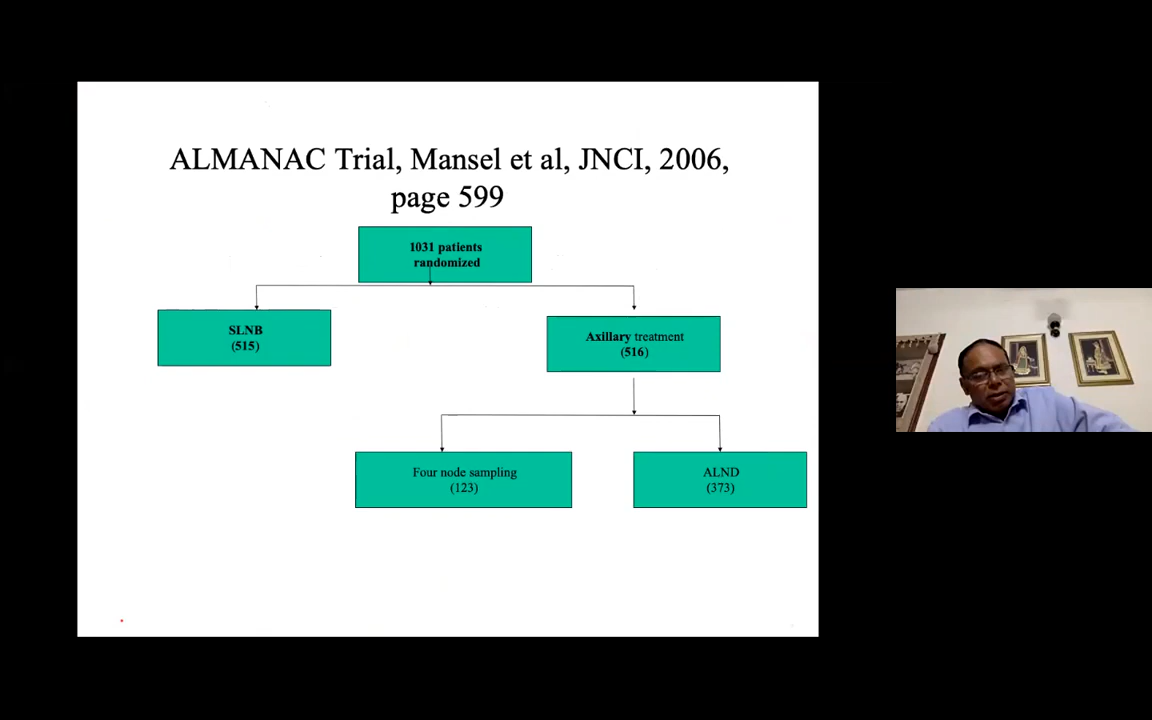 ALMANAC Trial, Mansel et al, JNCI, 2006,
page 599
1031 patients
randomized
SLNB
(515)
Axillary treatment
(516)
Four node sampling
(123)
ALND
(373)